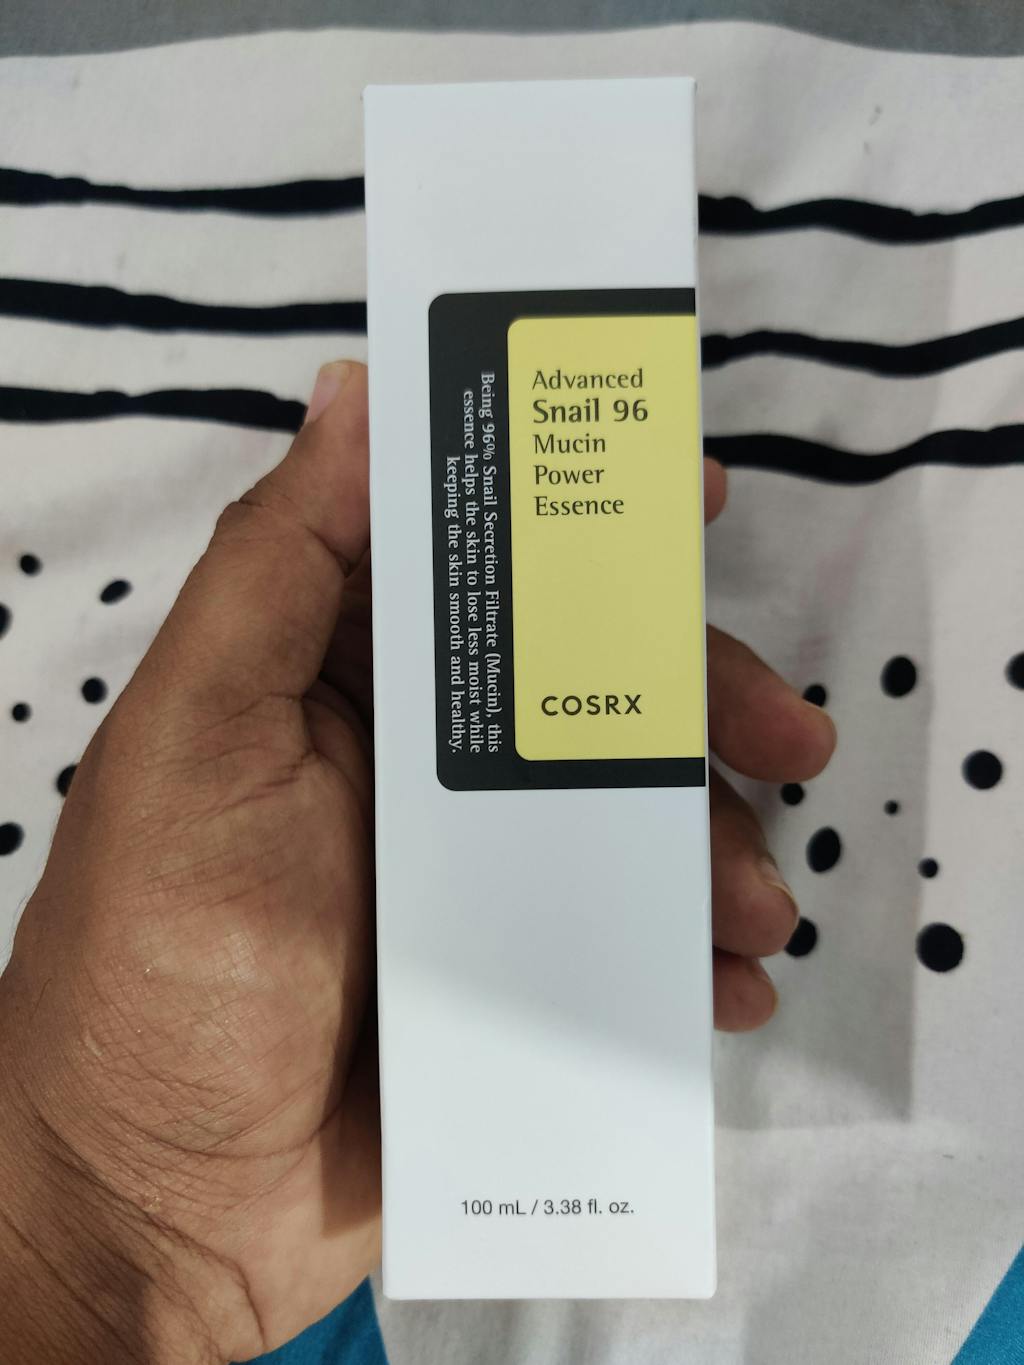 Advanced
Snail 96
Mucin
Power
Essence
COSRX
Being 96% Snail Secretion Filtrate (Mucin), this
essence helps the skin to lose less moist while
keeping the skin smooth and healthy.
100 mL / 3.38 fl. oz.